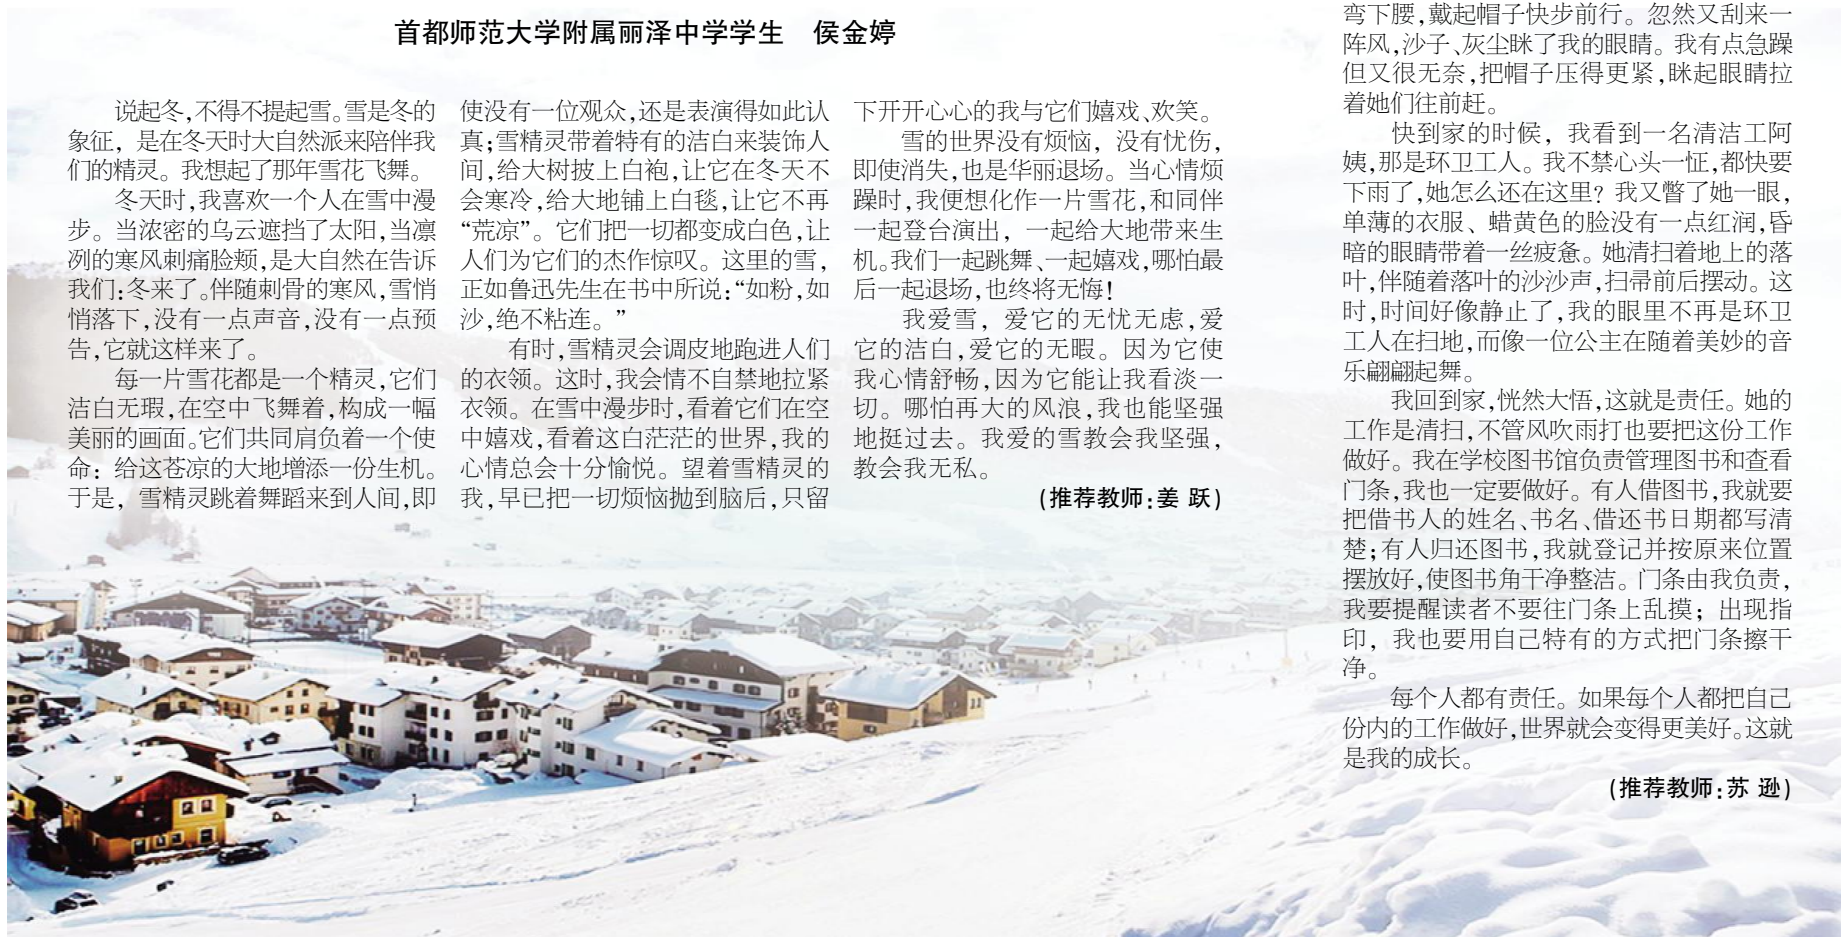 首都师范大学附属丽泽中学学生　侯金婷
说起冬,不得不提起雪。雪是冬的
象征，是在冬天时大自然派来陪伴我
们的精灵。我想起了那年雪花飞舞。
冬天时,我喜欢一个人在雪中漫
步。当浓密的乌云遮挡了太阳,当凛
冽的寒风刺痛脸颊,是大自然在告诉
我们:冬来了。伴随刺骨的寒风,雪悄
悄落下,没有一点声音,没有一点预
告,它就这样来了。
每一片雪花都是一个精灵,它们
洁白无瑕,在空中飞舞着,构成一幅
美丽的画面。它们共同肩负着一个使
命：给这苍凉的大地增添一份生机。
于是，雪精灵跳着舞蹈来到人间,即
使没有一位观众,还是表演得如此认
真;雪精灵带着特有的洁白来装饰人
间,给大树披上白袍,让它在冬天不
会寒冷,给大地铺上白毯,让它不再
“荒凉”。它们把一切都变成白色,让
人们为它们的杰作惊叹。这里的雪,
正如鲁迅先生在书中所说:“如粉,如
沙,绝不粘连。”
有时,雪精灵会调皮地跑进人们
的衣领。这时,我会情不自禁地拉紧
衣领。在雪中漫步时,看着它们在空
中嬉戏,看着这白茫茫的世界,我的
心情总会十分愉悦。望着雪精灵的
我,早已把一切烦恼抛到脑后,只留
下开开心心的我与它们嬉戏、欢笑。
雪的世界没有烦恼，没有忧伤,
即使消失,也是华丽退场。当心情烦
躁时,我便想化作一片雪花,和同伴
一起登台演出，一起给大地带来生
机。我们一起跳舞、一起嬉戏,哪怕最
后一起退场,也终将无悔!
我爱雪，爱它的无忧无虑,爱
它的洁白,爱它的无暇。因为它使
我心情舒畅,因为它能让我看淡一
切。哪怕再大的风浪,我也能坚强
地挺过去。我爱的雪教会我坚强,
教会我无私。
(推荐教师:姜 跃)
弯下腰,戴起帽子快步前行。忽然又刮来一
阵风,沙子、灰尘眯了我的眼睛。我有点急躁
但又很无奈,把帽子压得更紧,眯起眼睛拉
着她们往前赶。
快到家的时候，我看到一名清洁工阿
姨,那是环卫工人。我不禁心头一怔,都快要
下雨了,她怎么还在这里？我又瞥了她一眼,
单薄的衣服、蜡黄色的脸没有一点红润,昏
暗的眼睛带着一丝疲惫。她清扫着地上的落
叶,伴随着落叶的沙沙声,扫帚前后摆动。这
时,时间好像静止了,我的眼里不再是环卫
工人在扫地,而像一位公主在随着美妙的音
乐翩翩起舞。
我回到家,恍然大悟,这就是责任。她的
工作是清扫,不管风吹雨打也要把这份工作
做好。我在学校图书馆负责管理图书和查看
门条,我也一定要做好。有人借图书,我就要
把借书人的姓名、书名、借还书日期都写清
楚;有人归还图书,我就登记并按原来位置
摆放好,使图书角干净整洁。门条由我负责,
我要提醒读者不要往门条上乱摸；出现指
印，我也要用自己特有的方式把门条擦干
净。
每个人都有责任。如果每个人都把自己
份内的工作做好,世界就会变得更美好。这就
是我的成长。
(推荐教师:苏 逊)